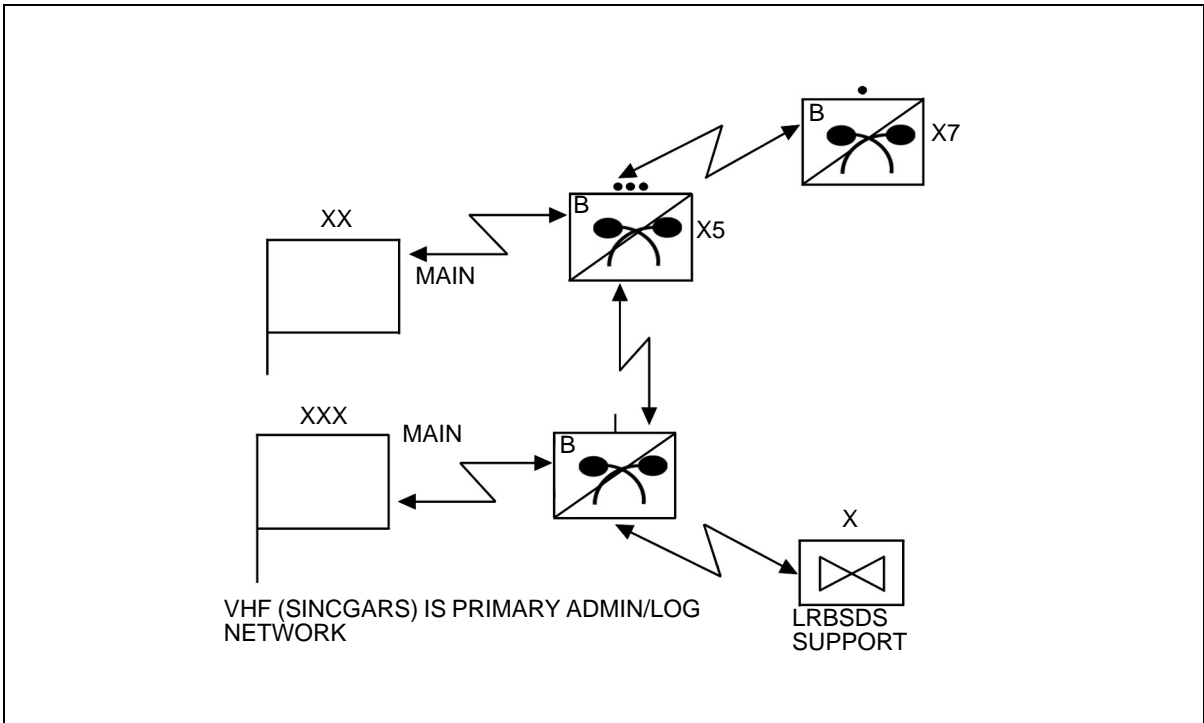 B
X7
B
X5
XX
MAIN
XXX
MAIN
B
X
LRBSDS
SUPPORT
VHF (SINCGARS) IS PRIMARY ADMIN/LOG
NETWORK